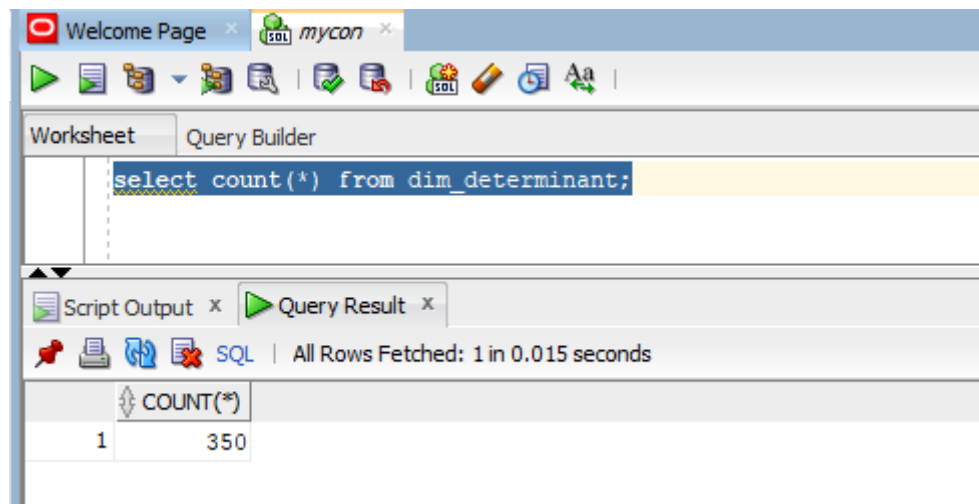 Welcome Page mycon
Worksheet Query Builder
select count(*) from dim_determinant;
Script Output x Query Result x
SQL | All Rows Fetched: 1 in 0.015 seconds
COUNT(*)
1 350